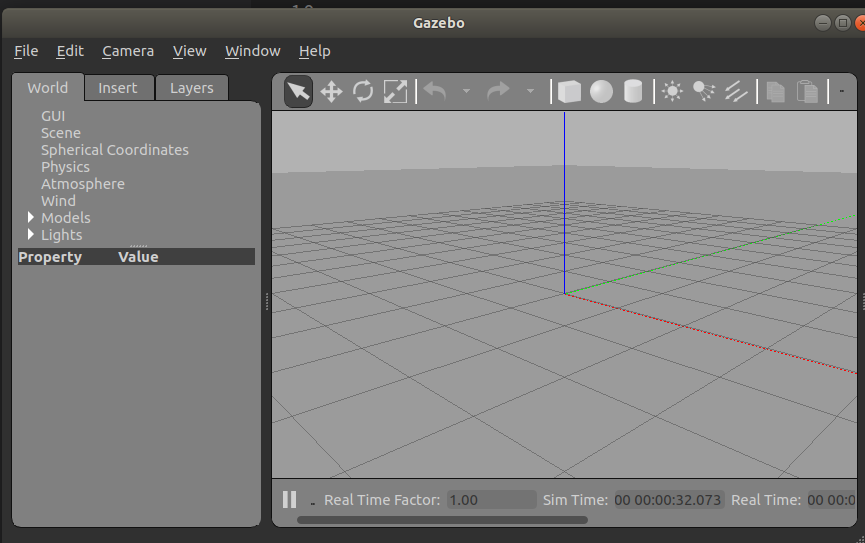 Gazebo
File Edit Camera View Window Help
World Insert Layers
GUI
Scene
Spherical Coordinates
Physics
Atmosphere
Wind
Models
Lights
Property Value
Real Time Factor: 1.00 Sim Time: 00 00:00:32.073 Real Time: 00 00:0